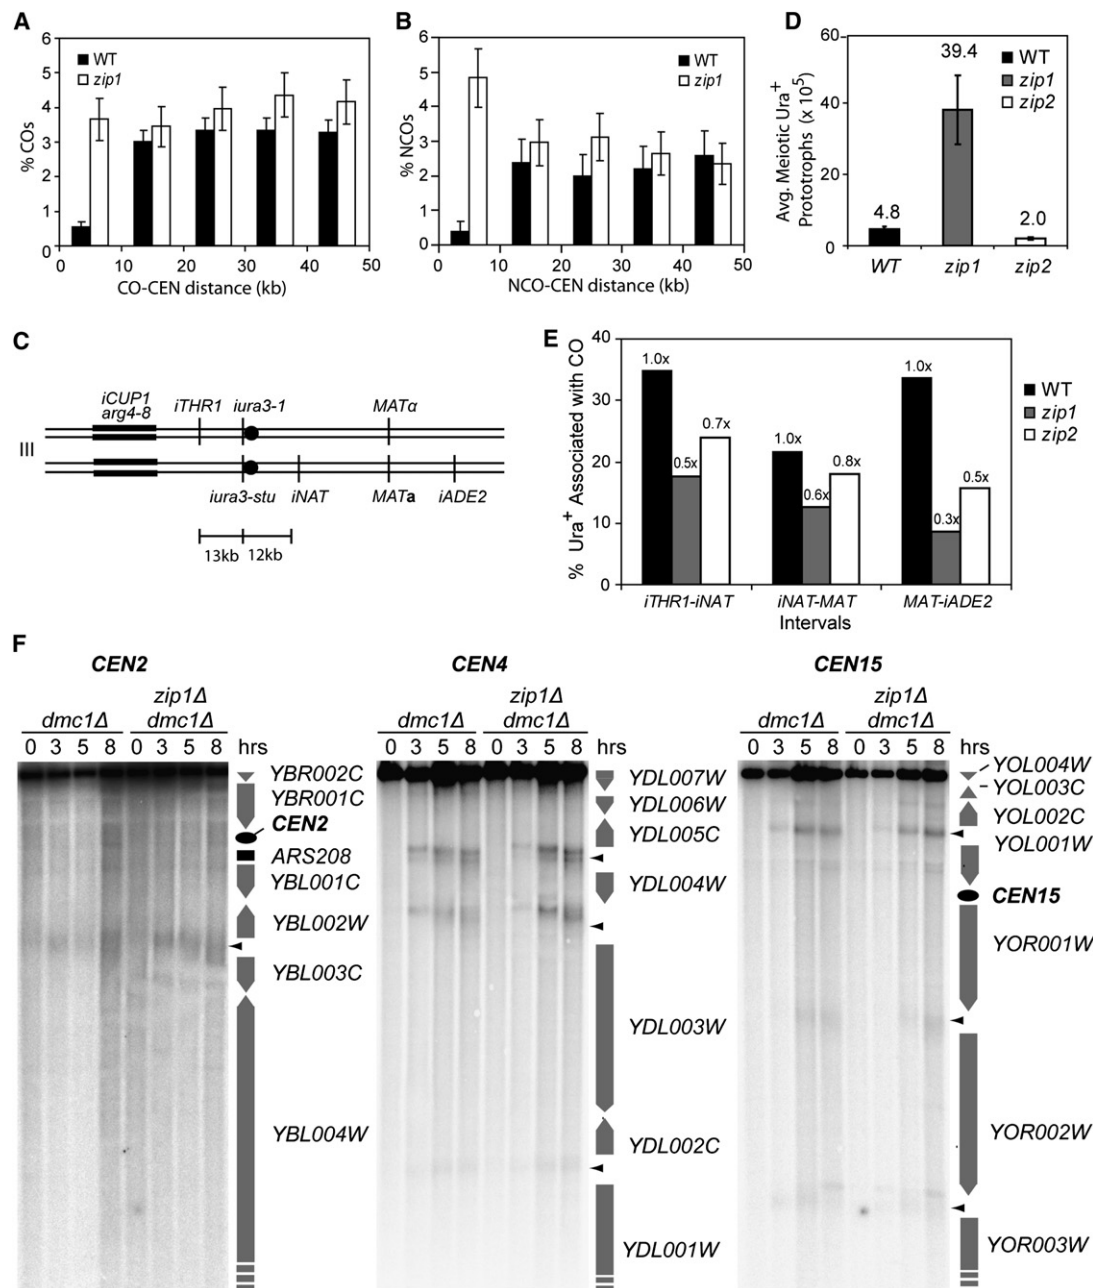 A
6
5
4
3
2
1
0
% COs
WT
zip1
0 10 20 30 40 50
CO-CEN distance (kb)
B
6
5
4
3
2
1
0
% NCOs
WT
zip1
0 10 20 30 40 50
NCO-CEN distance (kb)
D
60
40
20
0
Avg. Meiotic Ura+
Prototrophs (x 10⁵)
39.4
4.8
2.0
WT
zip1
zip2
WT zip1 zip2
C
III
iCUP1
arg4-8
iTHR1 iura3-1 MATα
iura3-stu iNAT MATa iADE2
13kb 12kb
E
40
30
20
10
0
% Ura+ Associated with CO
1.0x
0.5x
0.7x
1.0x
0.6x
0.8x
1.0x
0.3x
0.5x
WT
zip1
zip2
iTHR1-iNAT iNAT-MAT MAT-iADE2
Intervals
F
CEN2
zip1Δ
dmc1Δ dmc1Δ
0 3 5 8 0 3 5 8 hrs
YBR002C
YBR001C
CEN2
ARS208
YBL001C
YBL002W
YBL003C
YBL004W
CEN4
zip1Δ
dmc1Δ dmc1Δ
0 3 5 8 0 3 5 8 hrs
YDL007W
YDL006W
YDL005C
YDL004W
YDL003W
YDL002C
YDL001W
CEN15
zip1Δ
dmc1Δ dmc1Δ
0 3 5 8 0 3 5 8 hrs
YOL004W
YOL003C
YOL002C
YOL001W
CEN15
YOR001W
YOR002W
YOR003W